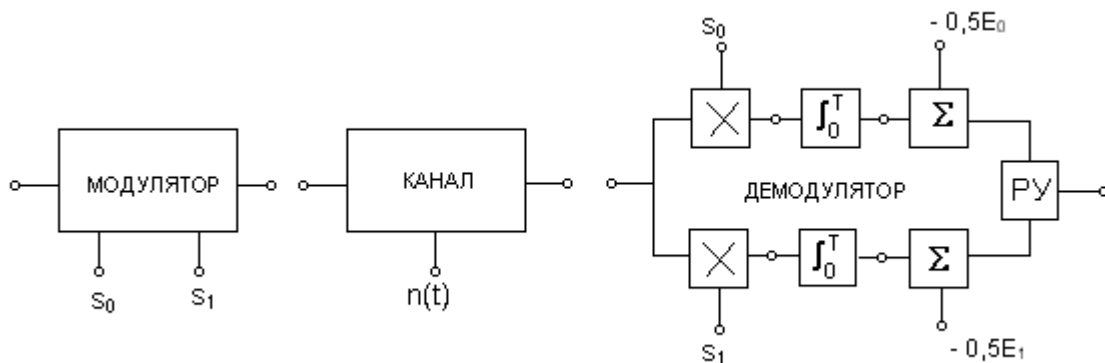 МОДУЛЯТОР
S₀
S₁
КАНАЛ
n(t)
S₀
- 0,5E₀
X
∫₀ᵀ
Σ
ДЕМОДУЛЯТОР
РУ
X
∫₀ᵀ
Σ
S₁
- 0,5E₁